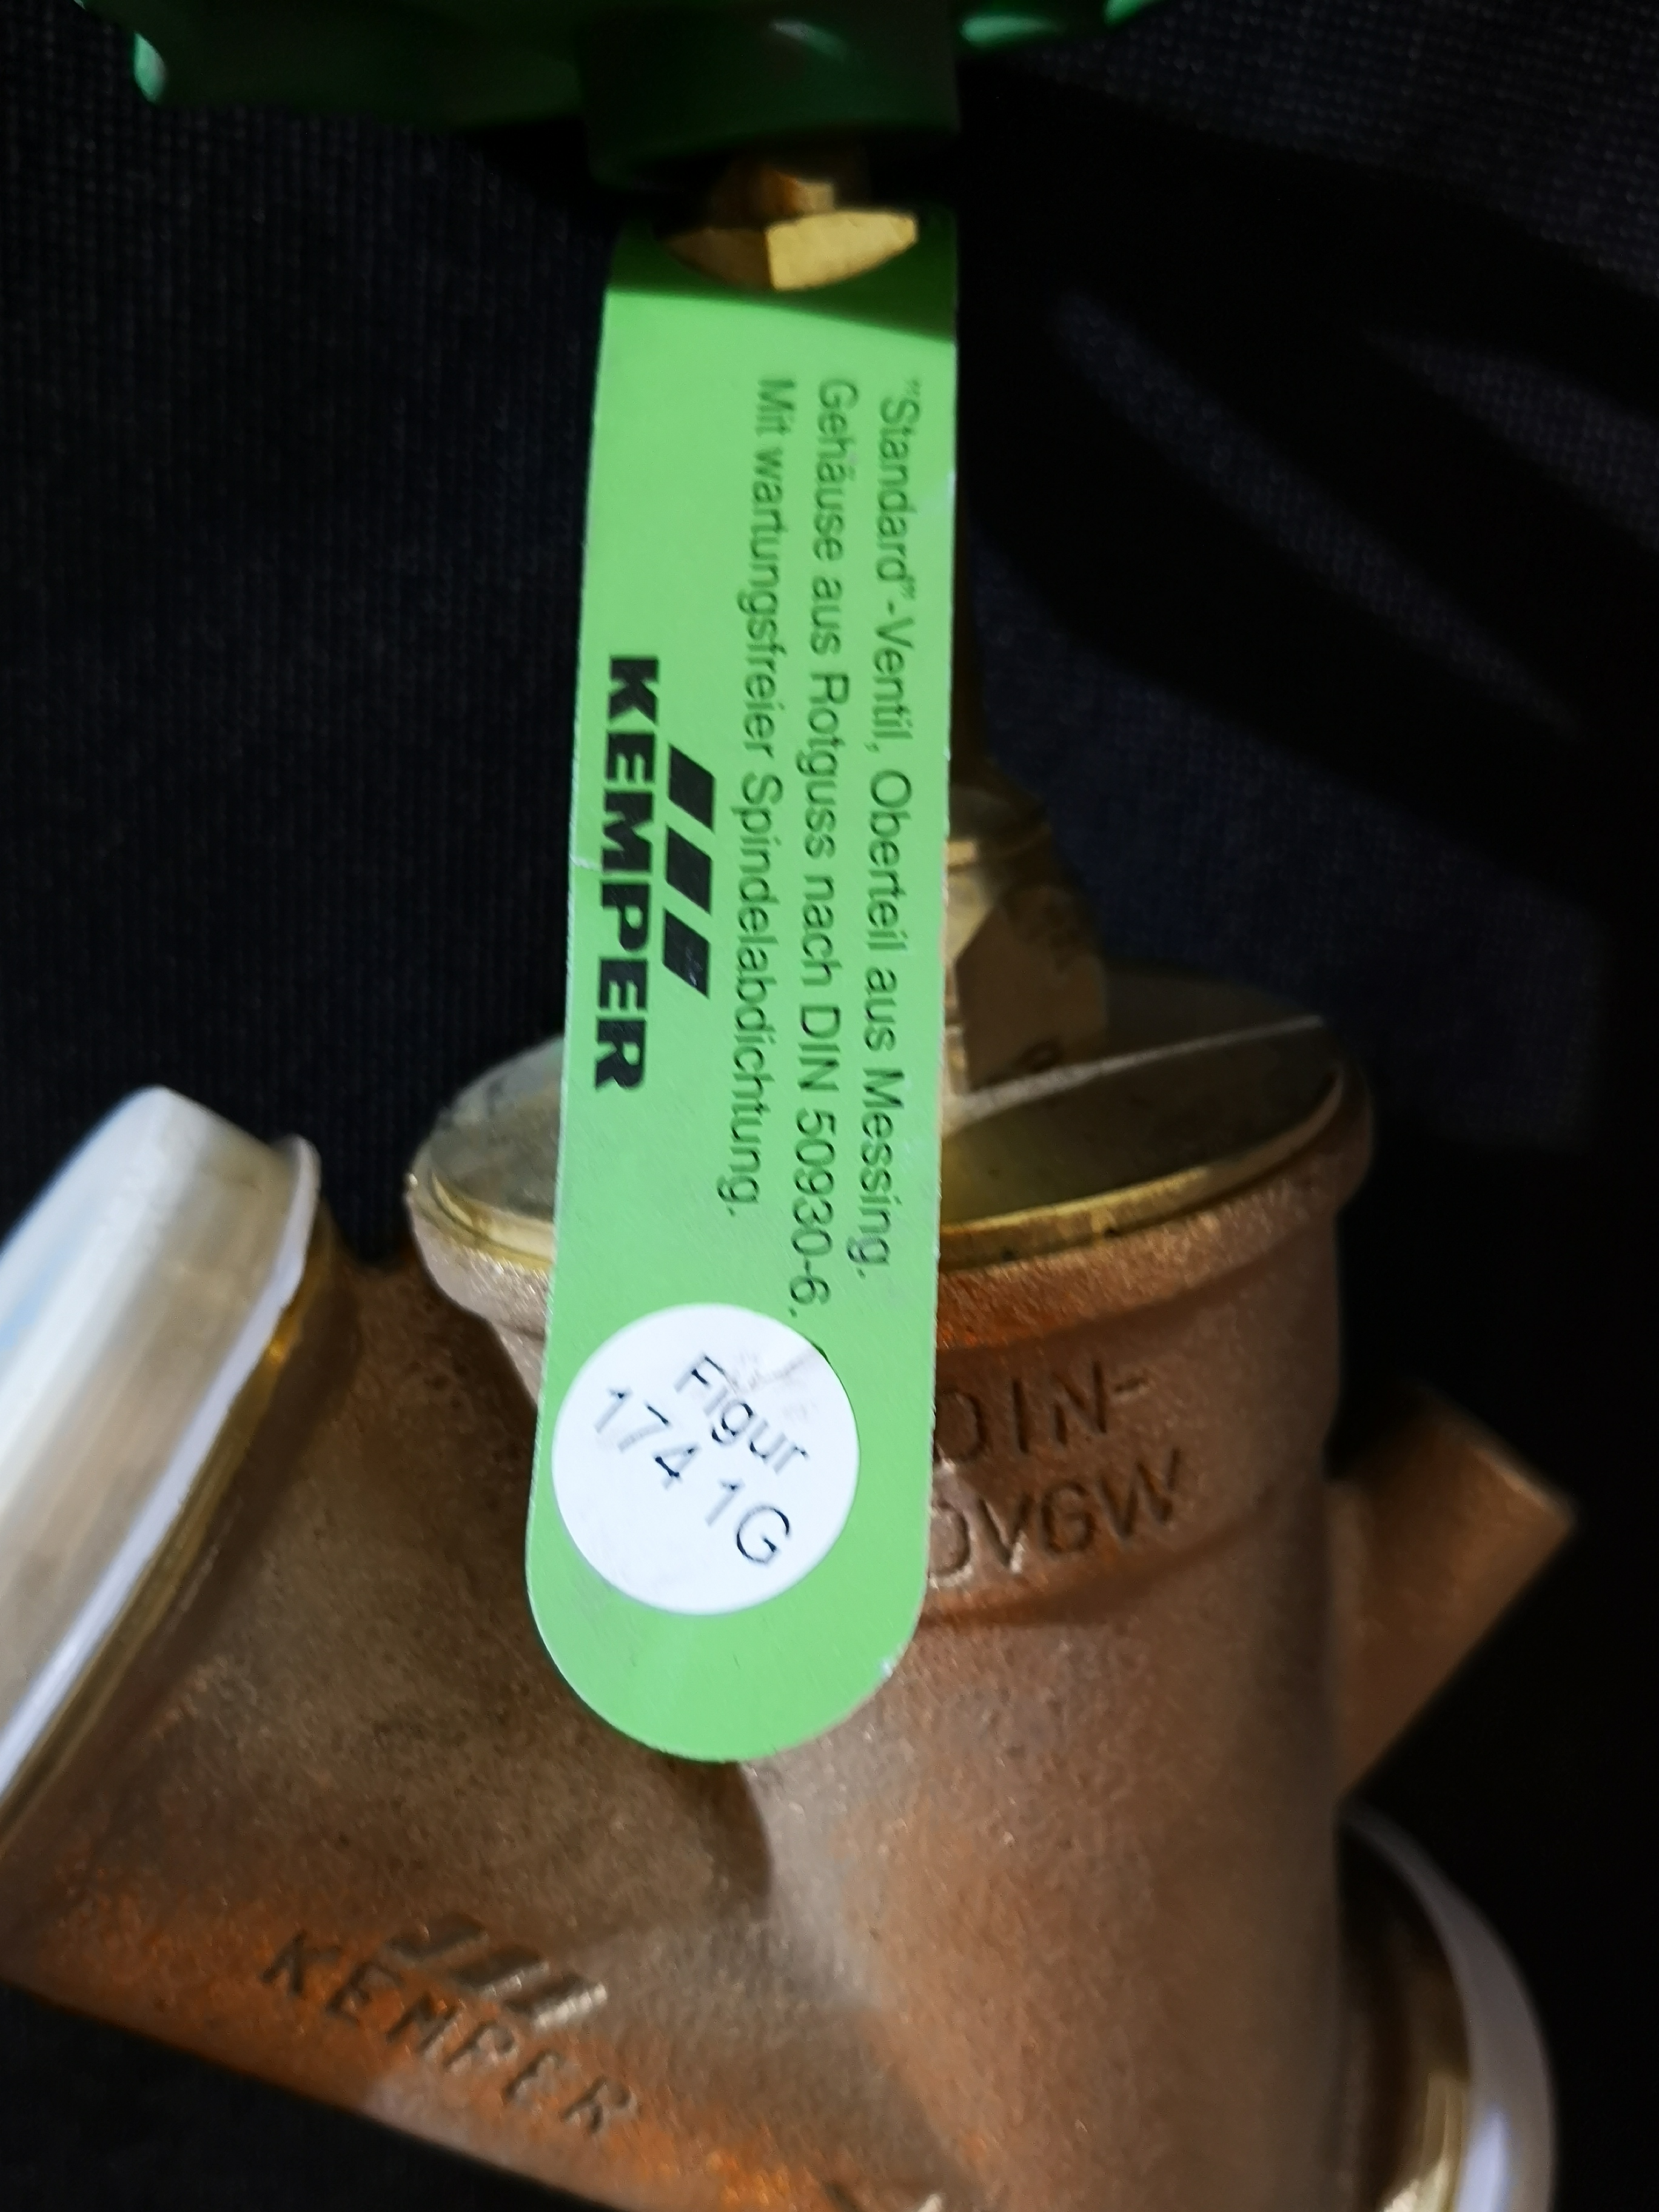 "Standard"-Ventil, Oberteil aus Messing.
Gehäuse aus Rotguss nach DIN 50930-6.
Mit wartungsfreier Spindelabdichtung.
KEMPER
Figur
174 1G
DIN-
DVGW
KEMPER